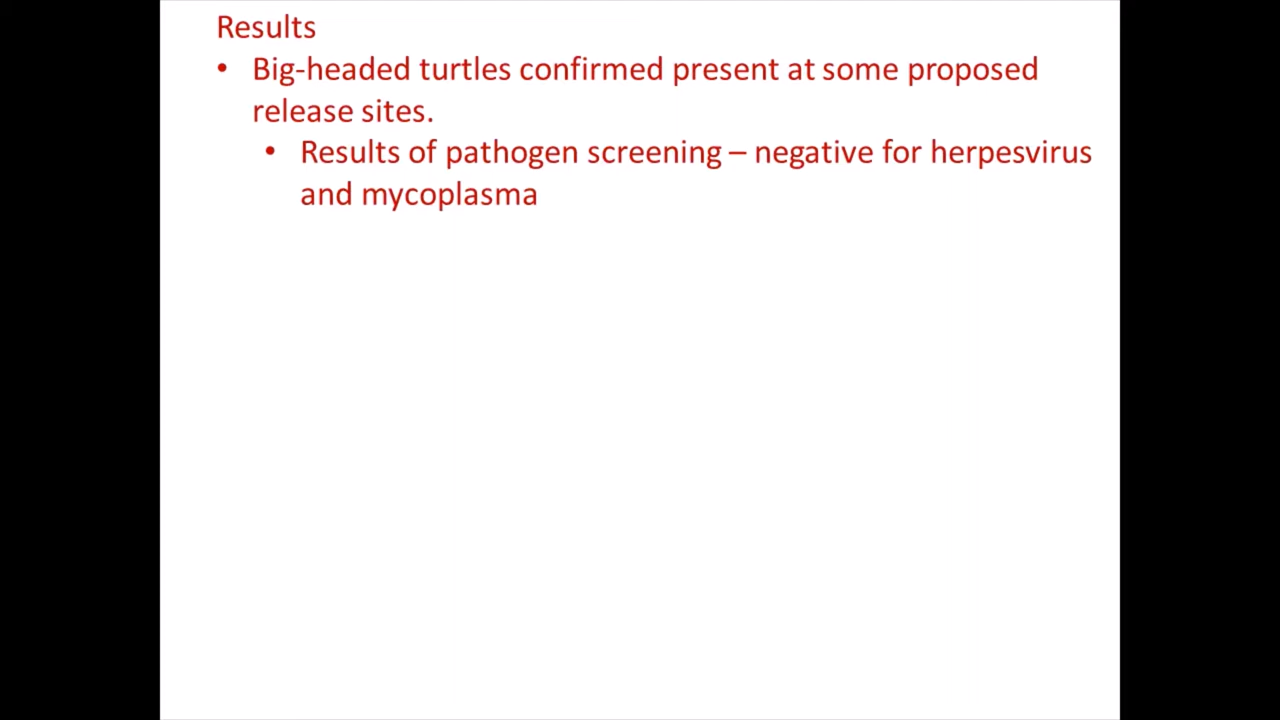 Results
• Big-headed turtles confirmed present at some proposed
release sites.
• Results of pathogen screening – negative for herpesvirus
and mycoplasma